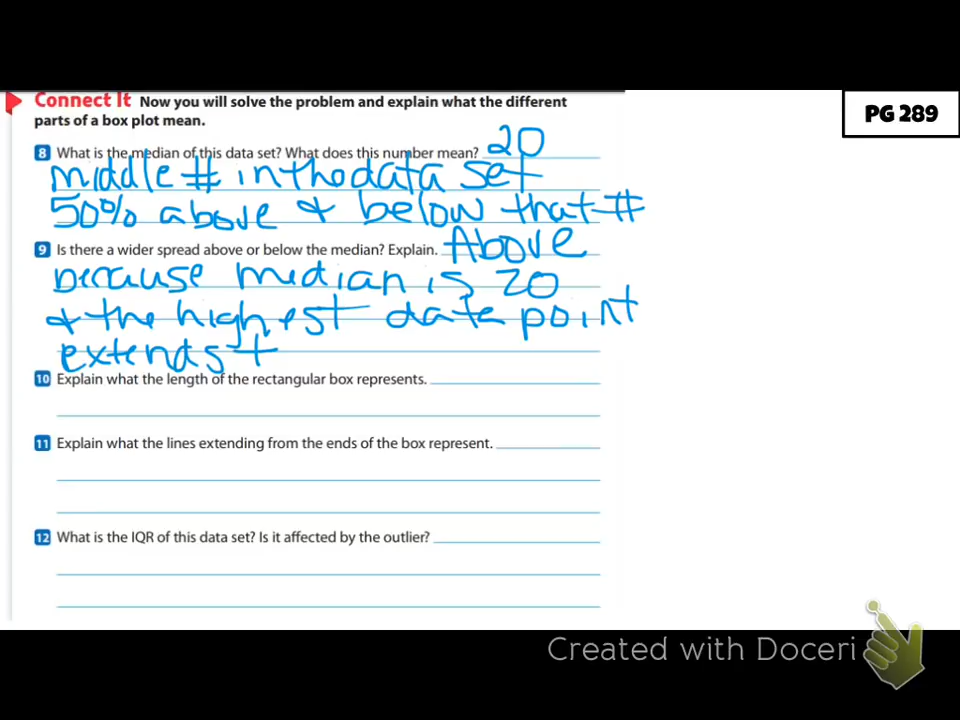 Connect It Now you will solve the problem and explain what the different
parts of a box plot mean.
PG 289
8 What is the median of this data set? What does this number mean? 20
middle # in the data set
50% above & below that #
9 Is there a wider spread above or below the median? Explain. Above
because median is 20
& the highest data point
extends t
10 Explain what the length of the rectangular box represents.
11 Explain what the lines extending from the ends of the box represent.
12 What is the IQR of this data set? Is it affected by the outlier?
Created with Doceri